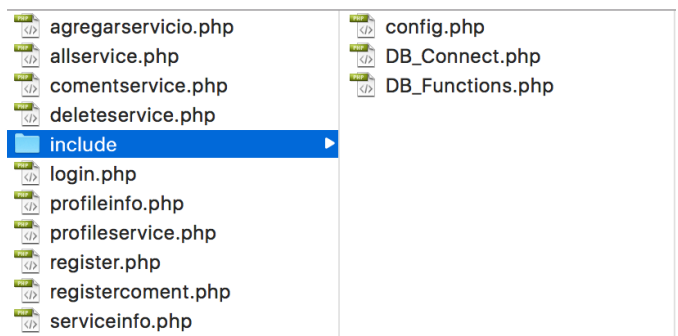 agregarservicio.php
allservice.php
comentservice.php
deleteservice.php
include
login.php
profileinfo.php
profileservice.php
register.php
registercoment.php
serviceinfo.php
config.php
DB_Connect.php
DB_Functions.php